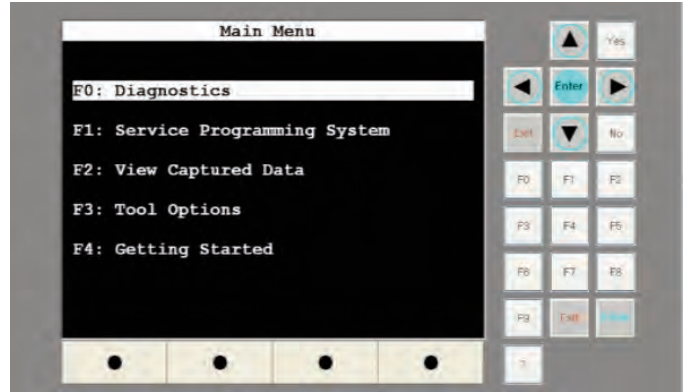 Main Menu
F0: Diagnostics
F1: Service Programming System
F2: View Captured Data
F3: Tool Options
F4: Getting Started
Yes
Enter
Exit No
F0 F1 F2
F3 F4 F5
F6 F7 F8
F9 Exit
?